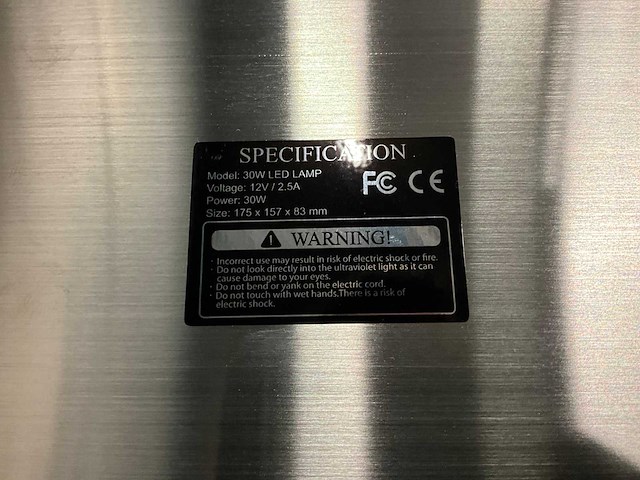 SPECIFICATION
Model: 30W LED LAMP
Voltage: 12V / 2.5A
Power: 30W
Size: 175 x 157 x 83 mm
FC CE
WARNING!
· Incorrect use may result in risk of electric shock or fire.
· Do not look directly into the ultraviolet light as it can
cause damage to your eyes.
· Do not bend or yank on the electric cord.
· Do not touch with wet hands.There is a risk of
electric shock.